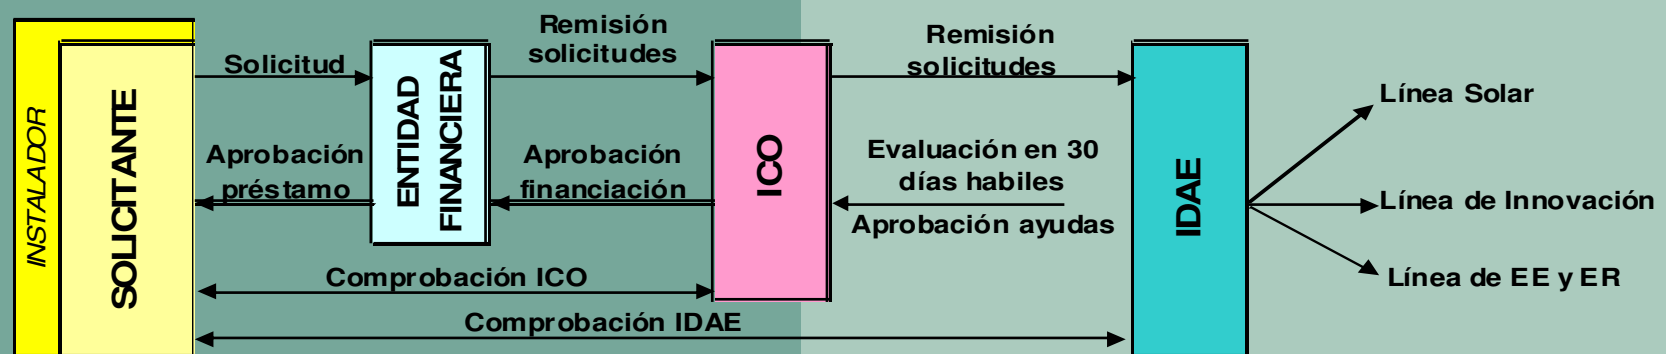 INSTALADOR
SOLICITANTE
Solicitud
Aprobación
préstamo
ENTIDAD
FINANCIERA
Remisión
solicitudes
Aprobación
financiación
ICO
Remisión
solicitudes
Evaluación en 30
días habiles
Aprobación ayudas
IDAE
Línea Solar
Línea de Innovación
Línea de EE y ER
Comprobación ICO
Comprobación IDAE